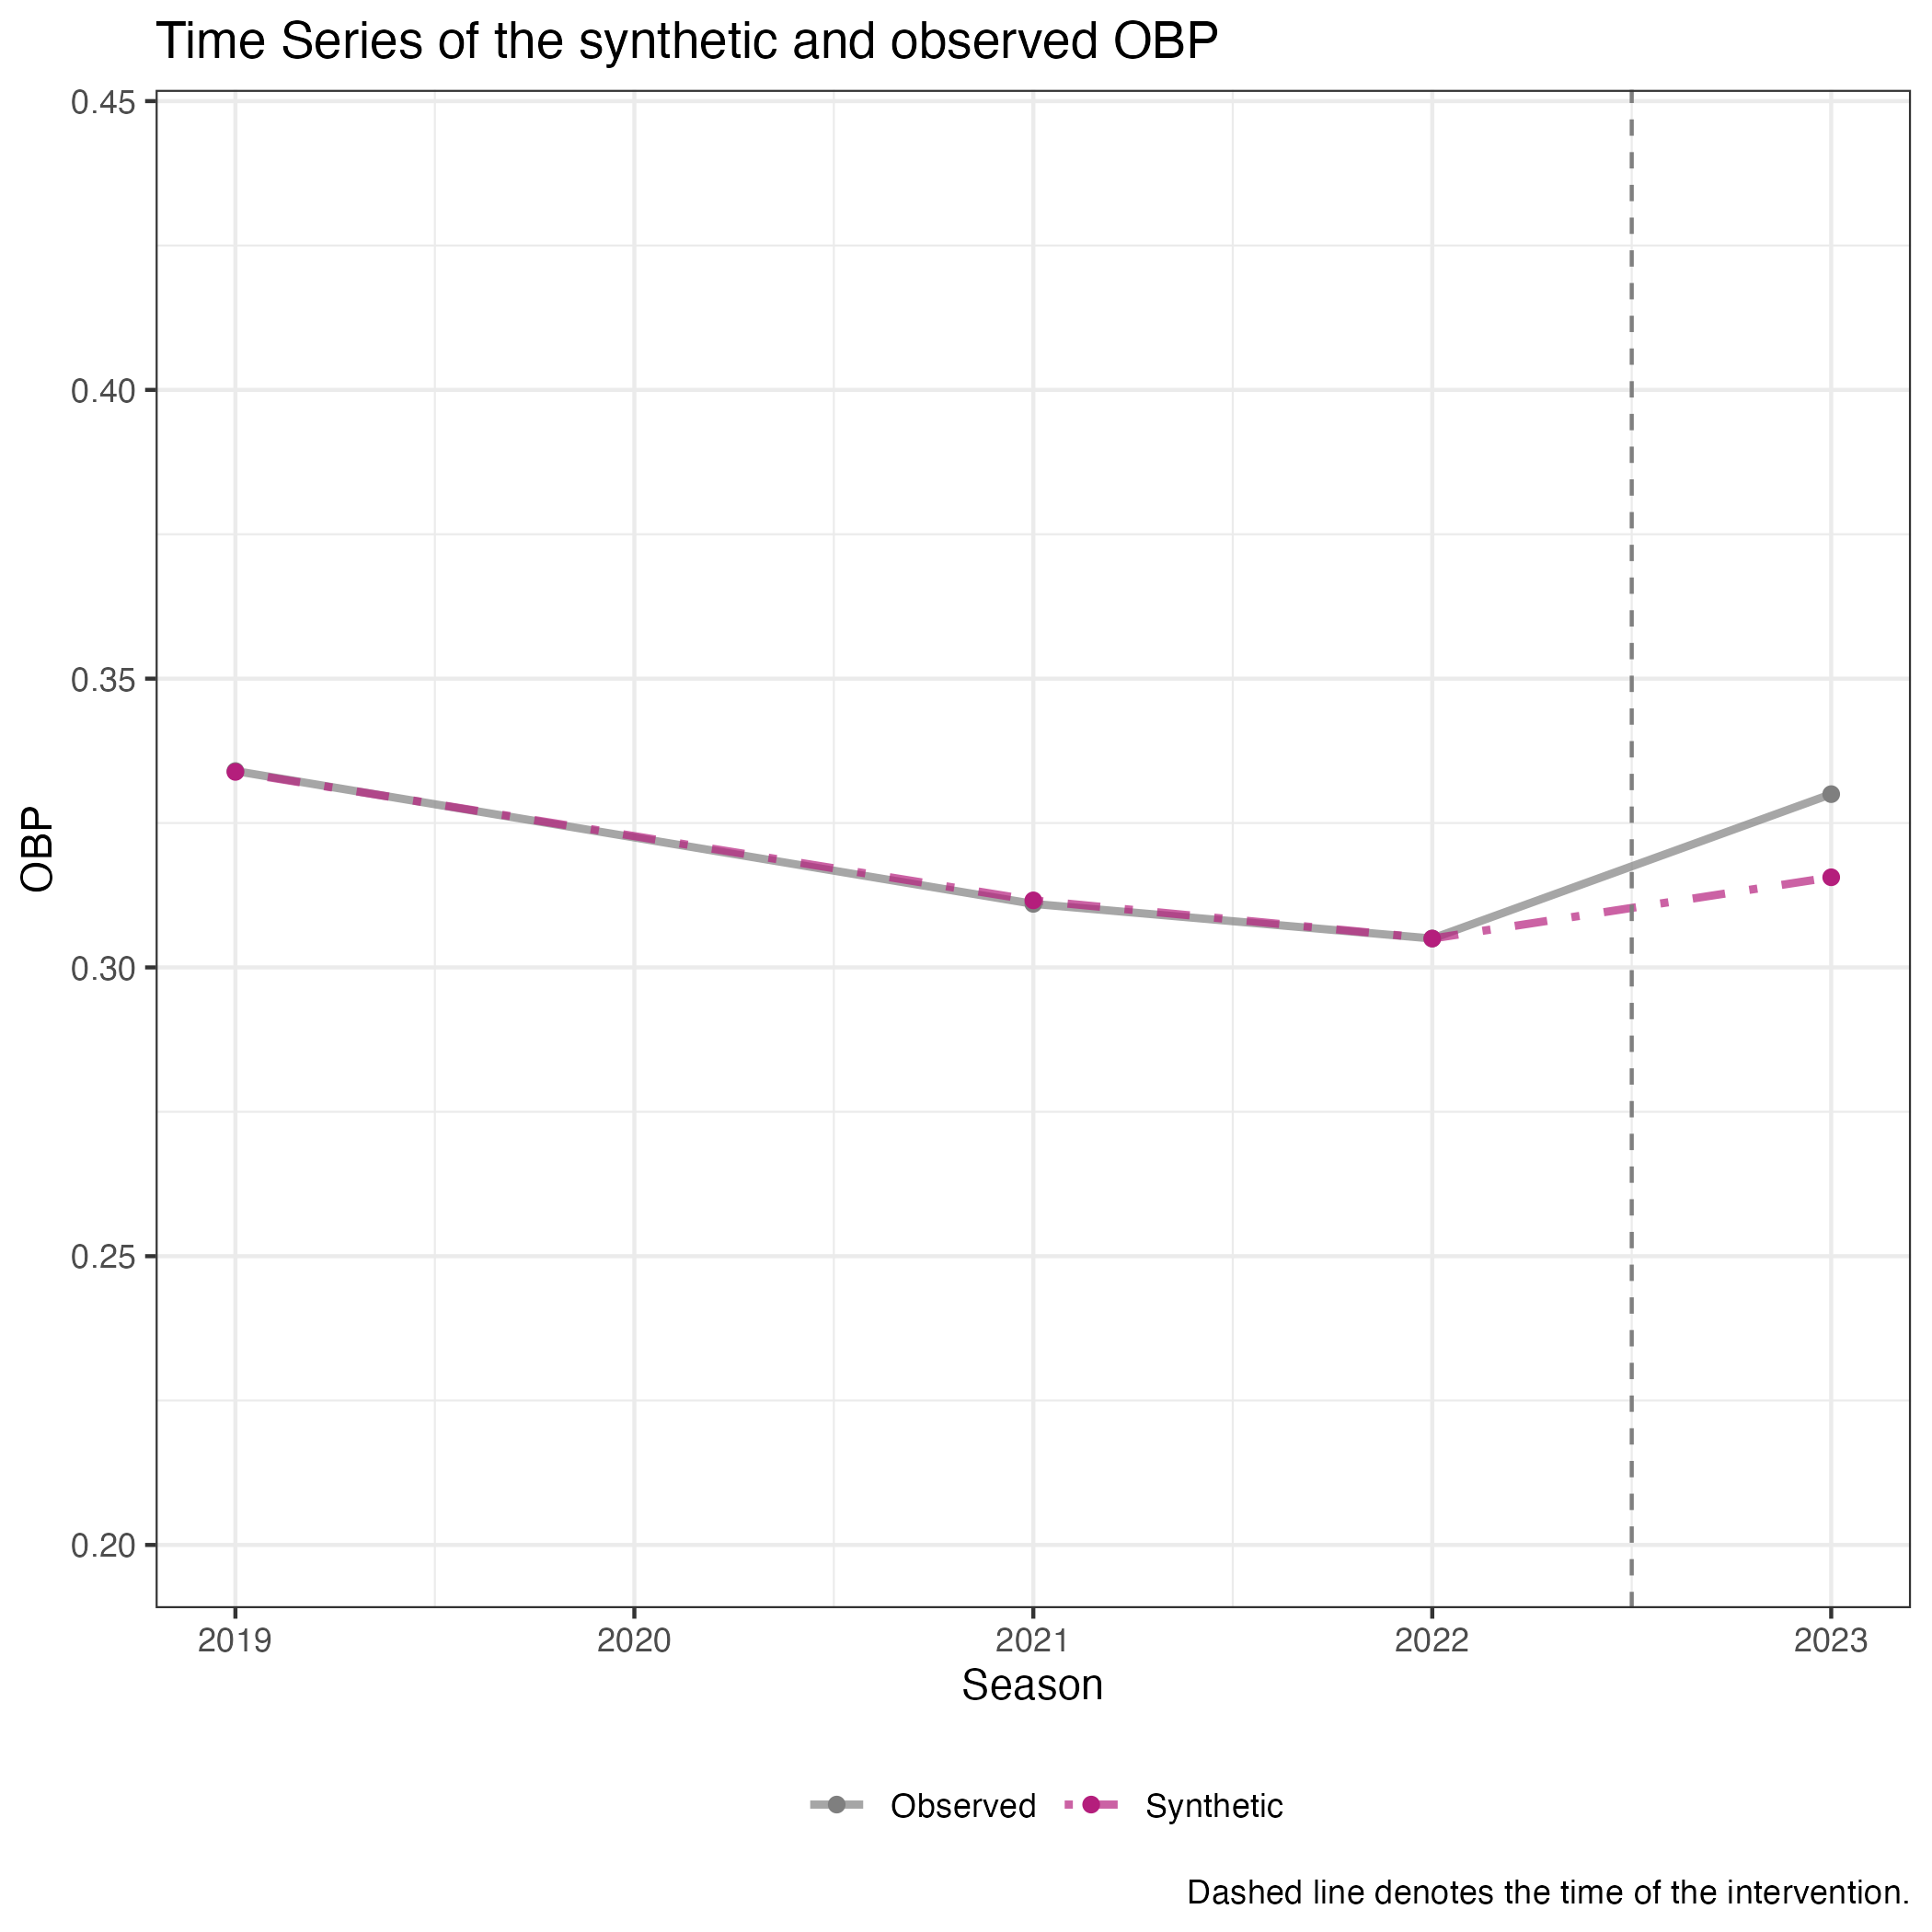 Time Series of the synthetic and observed OBP
0.45
0.40
0.35
0.30
0.25
0.20
OBP
2019 2020 2021 2022 2023
Season
Observed Synthetic
Dashed line denotes the time of the intervention.